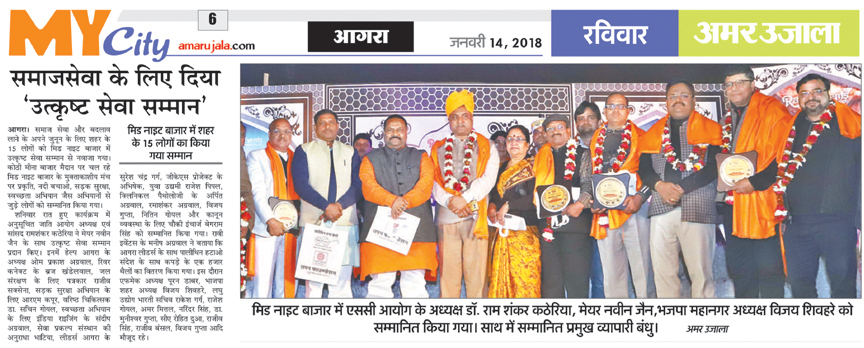 MY City
amarujala.com
6
आगरा
जनवरी 14, 2018
रविवार
अमर उजाला
समाजसेवा के लिए दिया
‘उत्कृष्ट सेवा सम्मान’
आगरा। समाज सेवा और बदलाव
लाने के अपने जुनून के लिए शहर के
15 लोगों को मिड नाइट बाजार में
उत्कृष्ट सेवा सम्मान से नवाजा गया।
कोठी मीना बाजार मैदान पर चल रहे
मिड नाइट बाजार के मुक्ताकाशीय मंच
पर प्रकृति, नदी बचाओ, सड़क सुरक्षा,
स्वच्छता अभियान जैस अभियानों से
जुड़े लोगों को सम्मानित किया गया।
शनिवार रात हुए कार्यक्रम में
अनुसूचित जाति आयोग अध्यक्ष एवं
सांसद रामशंकर कठेरिया ने मेयर नवीन
जैन के साथ उत्कृष्ट सेवा सम्मान
प्रदान किए। इनमें हेल्प आगरा के
अध्यक्ष ओम प्रकाश अग्रवाल, रिवर
कनेक्ट के ब्रज खंडेलवाल, जल
संरक्षण के लिए पत्रकार राजीव
सक्सेना, सड़क सुरक्षा अभियान के
लिए आरएम कपूर, वरिष्ठ चिकित्सक
डा. सचिन गोयल, स्वच्छता अभियान
के लिए इंडिया राइजिंग के संदीप
अग्रवाल, सेवा प्रकल्प संस्थान की
अनुराधा भाटिया, लीडर्स आगरा के
मिड नाइट बाजार में शहर
के 15 लोगों का किया
गया सम्मान
सुरेश चंद्र गर्ग, जीकेएस प्रोजेक्ट के
अभिषेक, युवा उद्यमी राजेश पिपल,
क्लिनिकल पैथोलॉजी के अर्पित
अग्रवाल, रमाशंकर अग्रवाल, विजय
गुप्ता, नितिन गोयल और कानून
व्यवस्था के लिए चौकी इंचार्ज बेगराम
सिंह को सम्मानित किया गया। रावी
इवेंटस के मनीष अग्रवाल ने बताया कि
आगरा लीडर्स के साथ पालीथिन हटाओ
संदेश के साथ कपड़े के एक हजार
थैलों का वितरण किया गया। इस दौरान
एफमेक अध्यक्ष पूरन डाबर, भाजपा
शहर अध्यक्ष विजय शिवहरे, लघु
उद्योग भारती सचिव राकेश गर्ग, राजेश
गोयल, अमर मित्तल, नरिंदर सिंह, डा.
मुनीश्वर गुप्ता, सीए रोहित दुआ, राजीव
सिंह, राजीव बंसल, विजय गुप्ता आदि
मौजूद रहे।
मिड नाइट बाजार में एससी आयोग के अध्यक्ष डॉ. राम शंकर कठेरिया, मेयर नवीन जैन,भजपा महानगर अध्यक्ष विजय शिवहरे को
सम्मानित किया गया। साथ में सम्मानित प्रमुख व्यापारी बंधु।
अमर उजाला